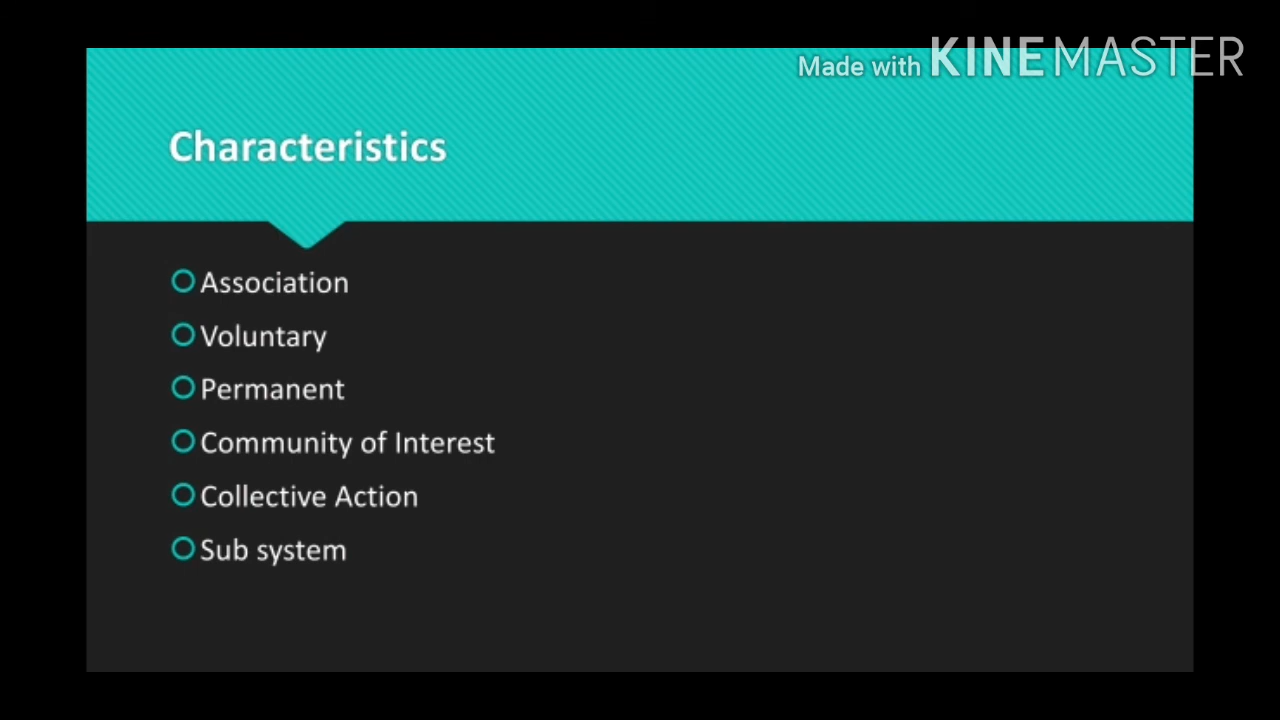 Made with KINEMASTER
Characteristics
Association
Voluntary
Permanent
Community of Interest
Collective Action
Sub system